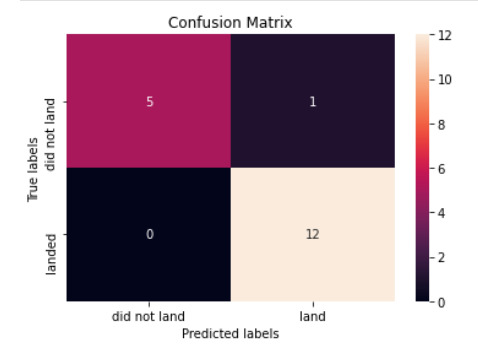 Confusion Matrix
True labels
did not land
landed
5
1
0
12
did not land
land
Predicted labels
12
10
8
6
4
2
0